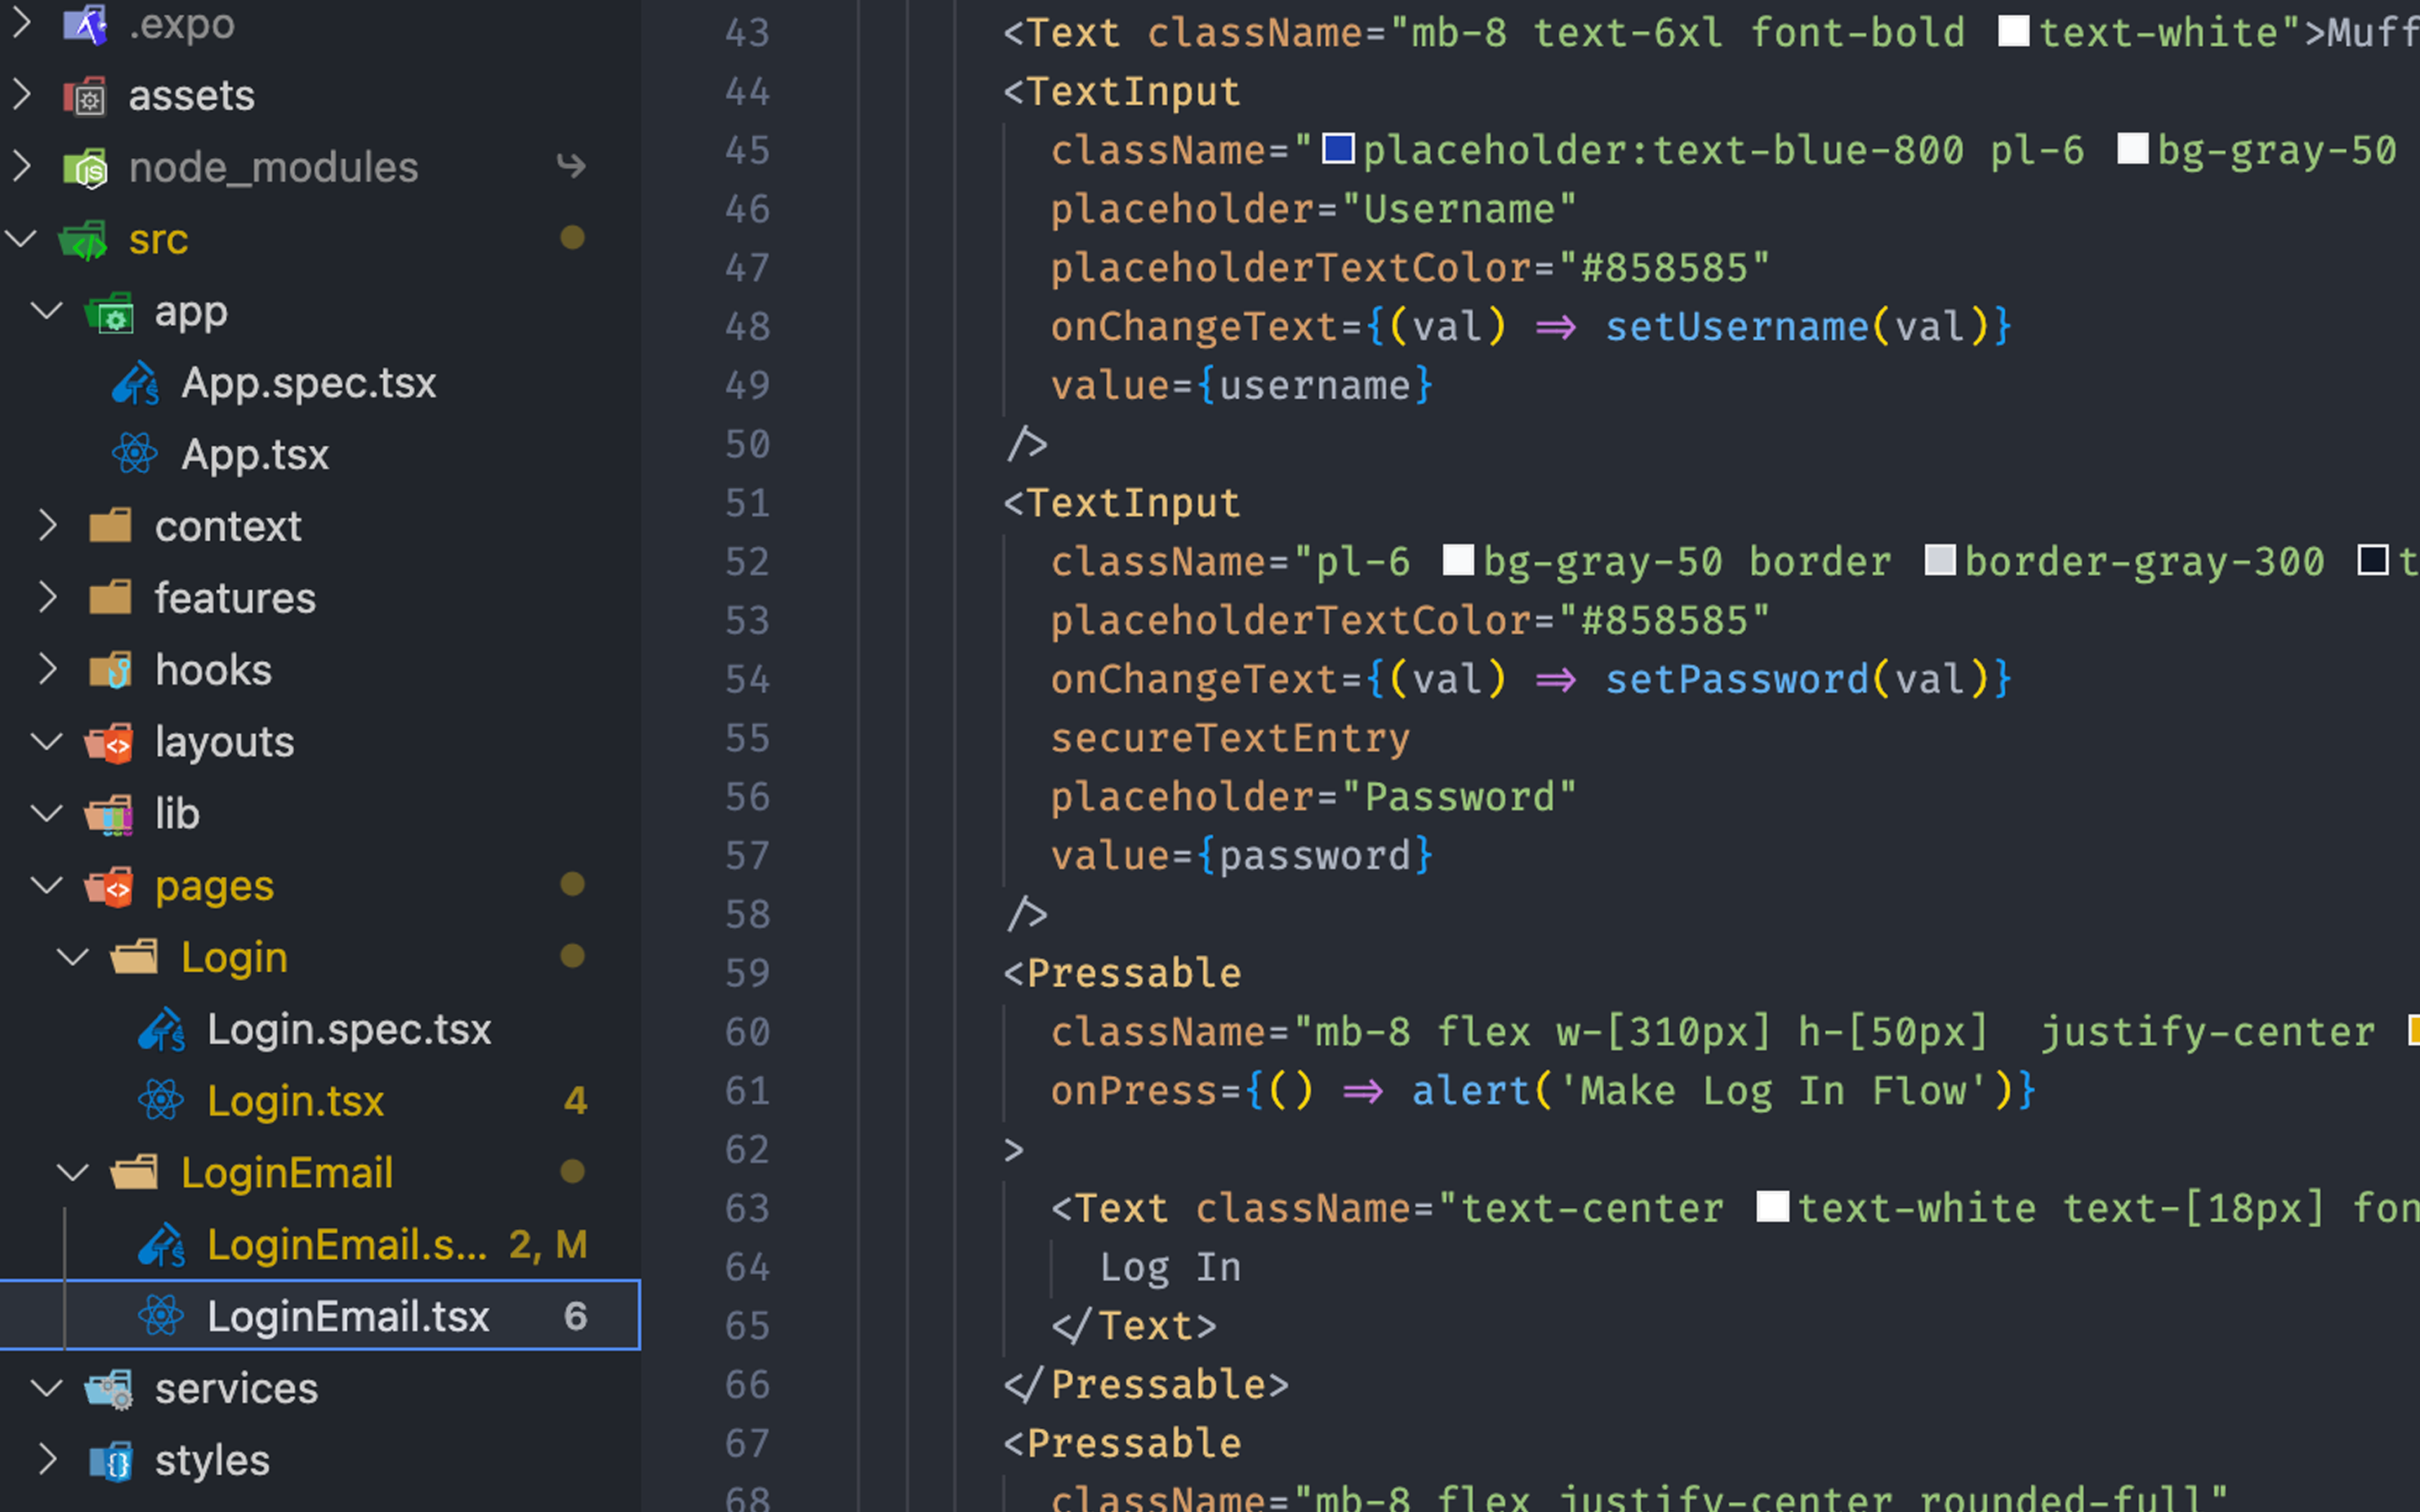 .expo
assets
node_modules
src
app
App.spec.tsx
App.tsx
context
features
hooks
layouts
lib
pages
Login
Login.spec.tsx
Login.tsx 4
LoginEmail
LoginEmail.s... 2, M
LoginEmail.tsx 6
services
styles
43 <Text className="mb-8 text-6xl font-bold text-white">Muff
44 <TextInput
45 className="placeholder:text-blue-800 pl-6 bg-gray-50
46 placeholder="Username"
47 placeholderTextColor="#858585"
48 onChangeText={(val) => setUsername(val)}
49 value={username}
50 />
51 <TextInput
52 className="pl-6 bg-gray-50 border border-gray-300 t
53 placeholderTextColor="#858585"
54 onChangeText={(val) => setPassword(val)}
55 secureTextEntry
56 placeholder="Password"
57 value={password}
58 />
59 <Pressable
60 className="mb-8 flex w-[310px] h-[50px]  justify-center
61 onPress={() => alert('Make Log In Flow')}
62 >
63 <Text className="text-center text-white text-[18px] fon
64 Log In
65 </Text>
66 </Pressable>
67 <Pressable
68 className="mb-8 flex justify-center rounded-full"